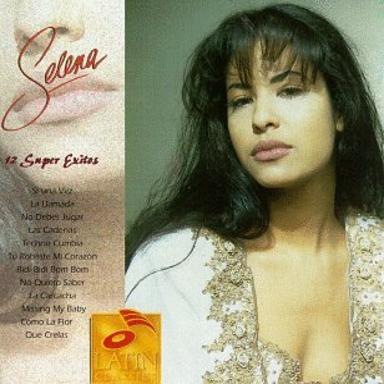 Selena
12 Super Exitos
Si Una Vez
La Llamada
No Debes Jugar
Las Cadenas
Techno Cumbia
Tu Robaste Mi Corazon
Bidi Bidi Bom Bom
No Quiero Saber
La Carcacha
Missing My Baby
Como La Flor
Que Creias
LATIN